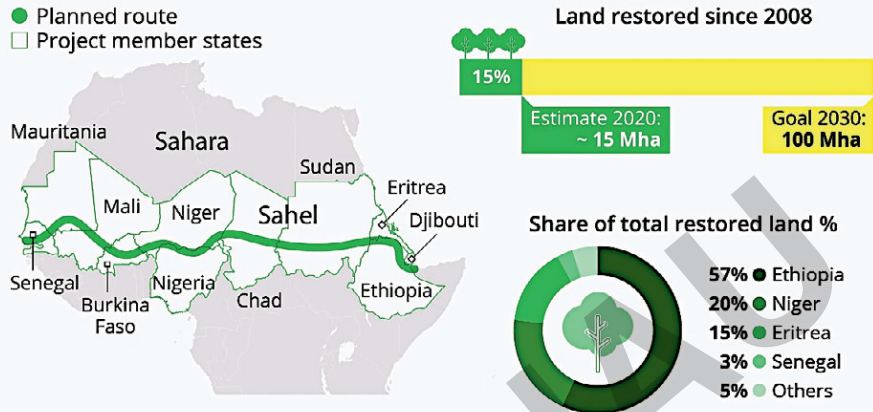 Planned route
Project member states
Mauritania
Sahara
Sudan
Mali
Niger
Sahel
Eritrea
Djibouti
Senegal
Burkina
Faso
Nigeria
Chad
Ethiopia
Land restored since 2008
15%
Estimate 2020:
~ 15 Mha
Goal 2030:
100 Mha
Share of total restored land %
57% Ethiopia
20% Niger
15% Eritrea
3% Senegal
5% Others